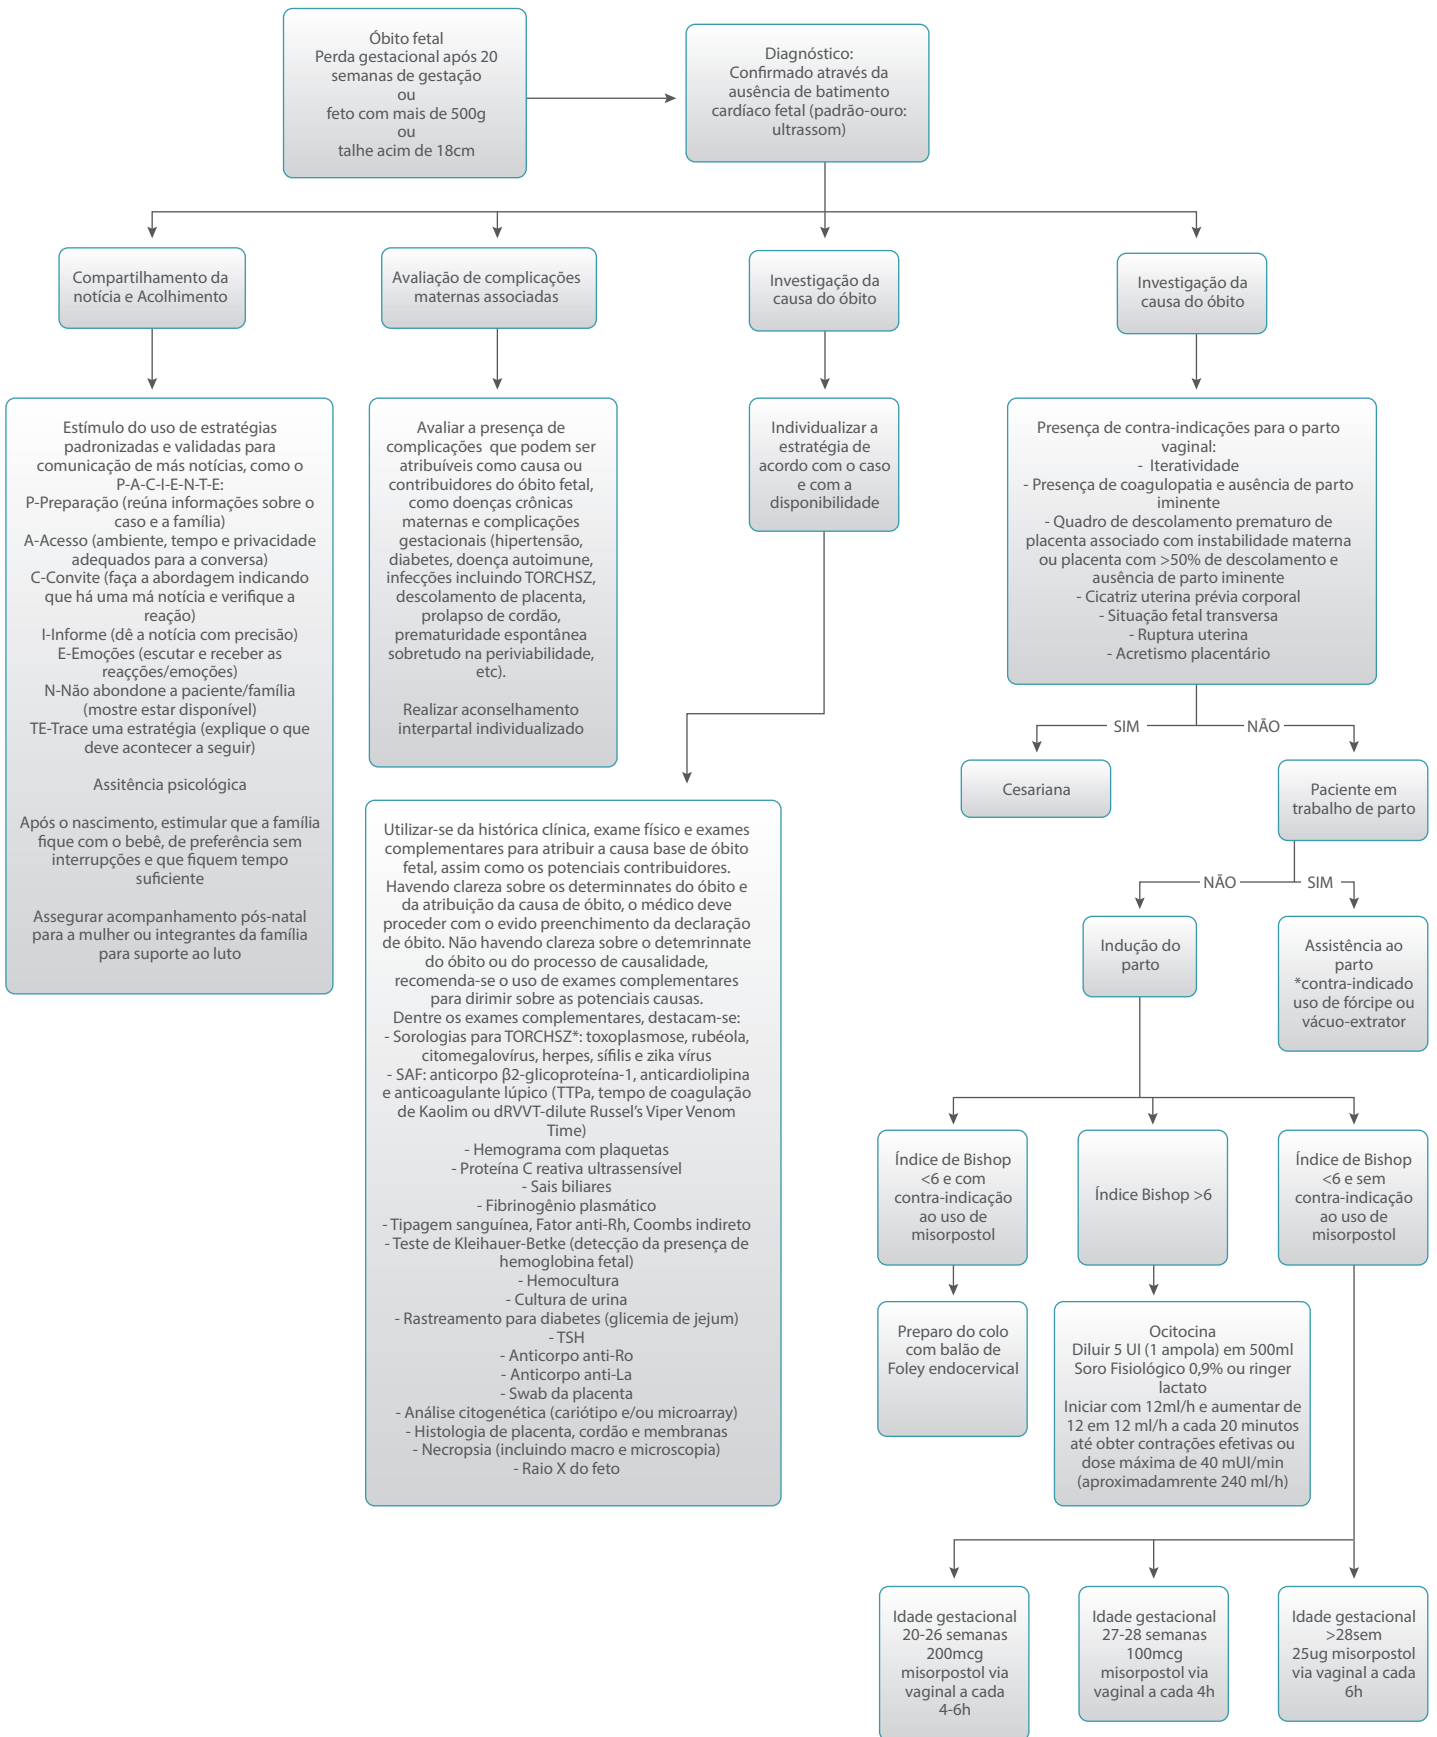 Óbito fetal
Perda gestacional após 20
semanas de gestação
ou
feto com mais de 500g
ou
talhe acim de 18cm
Diagnóstico:
Confirmado através da
ausência de batimento
cardíaco fetal (padrão-ouro:
ultrassom)
Compartilhamento da
notícia e Acolhimento
Avaliação de complicações
maternas associadas
Investigação da
causa do óbito
Investigação da
causa do óbito
Estímulo do uso de estratégias
padronizadas e validadas para
comunicação de más notícias, como o
P-A-C-I-E-N-T-E:
P-Preparação (reúna informações sobre o
caso e a família)
A-Acesso (ambiente, tempo e privacidade
adequados para a conversa)
C-Convite (faça a abordagem indicando
que há uma má notícia e verifique a
reação)
I-Informe (dê a notícia com precisão)
E-Emoções (escutar e receber as
reacções/emoções)
N-Não abondone a paciente/família
(mostre estar disponível)
TE-Trace uma estratégia (explique o que
deve acontecer a seguir)
Assitência psicológica
Após o nascimento, estimular que a família
fique com o bebê, de preferência sem
interrupções e que fiquem tempo
suficiente
Assegurar acompanhamento pós-natal
para a mulher ou integrantes da família
para suporte ao luto
Avaliar a presença de
complicações  que podem ser
atribuíveis como causa ou
contribuidores do óbito fetal,
como doenças crônicas
maternas e complicações
gestacionais (hipertensão,
diabetes, doença autoimune,
infecções incluindo TORCHSZ,
descolamento de placenta,
prolapso de cordão,
prematuridade espontânea
sobretudo na periviabilidade,
etc).
Realizar aconselhamento
interpartal individualizado
Individualizar a
estratégia de
acordo com o caso
e com a
disponibilidade
Presença de contra-indicações para o parto
vaginal:
- Iteratividade
- Presença de coagulopatia e ausência de parto
iminente
- Quadro de descolamento prematuro de
placenta associado com instabilidade materna
ou placenta com >50% de descolamento e
ausência de parto iminente
- Cicatriz uterina prévia corporal
- Situação fetal transversa
- Ruptura uterina
- Acretismo placentário
SIM
NÃO
Cesariana
Paciente em
trabalho de parto
Utilizar-se da histórica clínica, exame físico e exames
complementares para atribuir a causa base de óbito
fetal, assim como os potenciais contribuidores.
Havendo clareza sobre os determinnates do óbito e
da atribuição da causa de óbito, o médico deve
proceder com o evido preenchimento da declaração
de óbito. Não havendo clareza sobre o detemrinnate
do óbito ou do processo de causalidade,
recomenda-se o uso de exames complementares
para dirimir sobre as potenciais causas.
Dentre os exames complementares, destacam-se:
- Sorologias para TORCHSZ*: toxoplasmose, rubéola,
citomegalovírus, herpes, sífilis e zika vírus
- SAF: anticorpo β2-glicoproteína-1, anticardiolipina
e anticoagulante lúpico (TTPa, tempo de coagulação
de Kaolim ou dRVVT-dilute Russel's Viper Venom
Time)
- Hemograma com plaquetas
- Proteína C reativa ultrassensível
- Sais biliares
- Fibrinogênio plasmático
- Tipagem sanguínea, Fator anti-Rh, Coombs indireto
- Teste de Kleihauer-Betke (detecção da presença de
hemoglobina fetal)
- Hemocultura
- Cultura de urina
- Rastreamento para diabetes (glicemia de jejum)
- TSH
- Anticorpo anti-Ro
- Anticorpo anti-La
- Swab da placenta
- Análise citogenética (cariótipo e/ou microarray)
- Histologia de placenta, cordão e membranas
- Necropsia (incluindo macro e microscopia)
- Raio X do feto
NÃO
SIM
Indução do
parto
Assistência ao
parto
*contra-indicado
uso de fórcipe ou
vácuo-extrator
Índice de Bishop
<6 e com
contra-indicação
ao uso de
misorpostol
Índice Bishop >6
Índice de Bishop
<6 e sem
contra-indicação
ao uso de
misorpostol
Preparo do colo
com balão de
Foley endocervical
Ocitocina
Diluir 5 UI (1 ampola) em 500ml
Soro Fisiológico 0,9% ou ringer
lactato
Iniciar com 12ml/h e aumentar de
12 em 12 ml/h a cada 20 minutos
até obter contrações efetivas ou
dose máxima de 40 mUI/min
(aproximadamrente 240 ml/h)
Idade gestacional
20-26 semanas
200mcg
misorpostol via
vaginal a cada
4-6h
Idade gestacional
27-28 semanas
100mcg
misorpostol via
vaginal a cada 4h
Idade gestacional
>28sem
25ug misorpostol
via vaginal a cada
6h